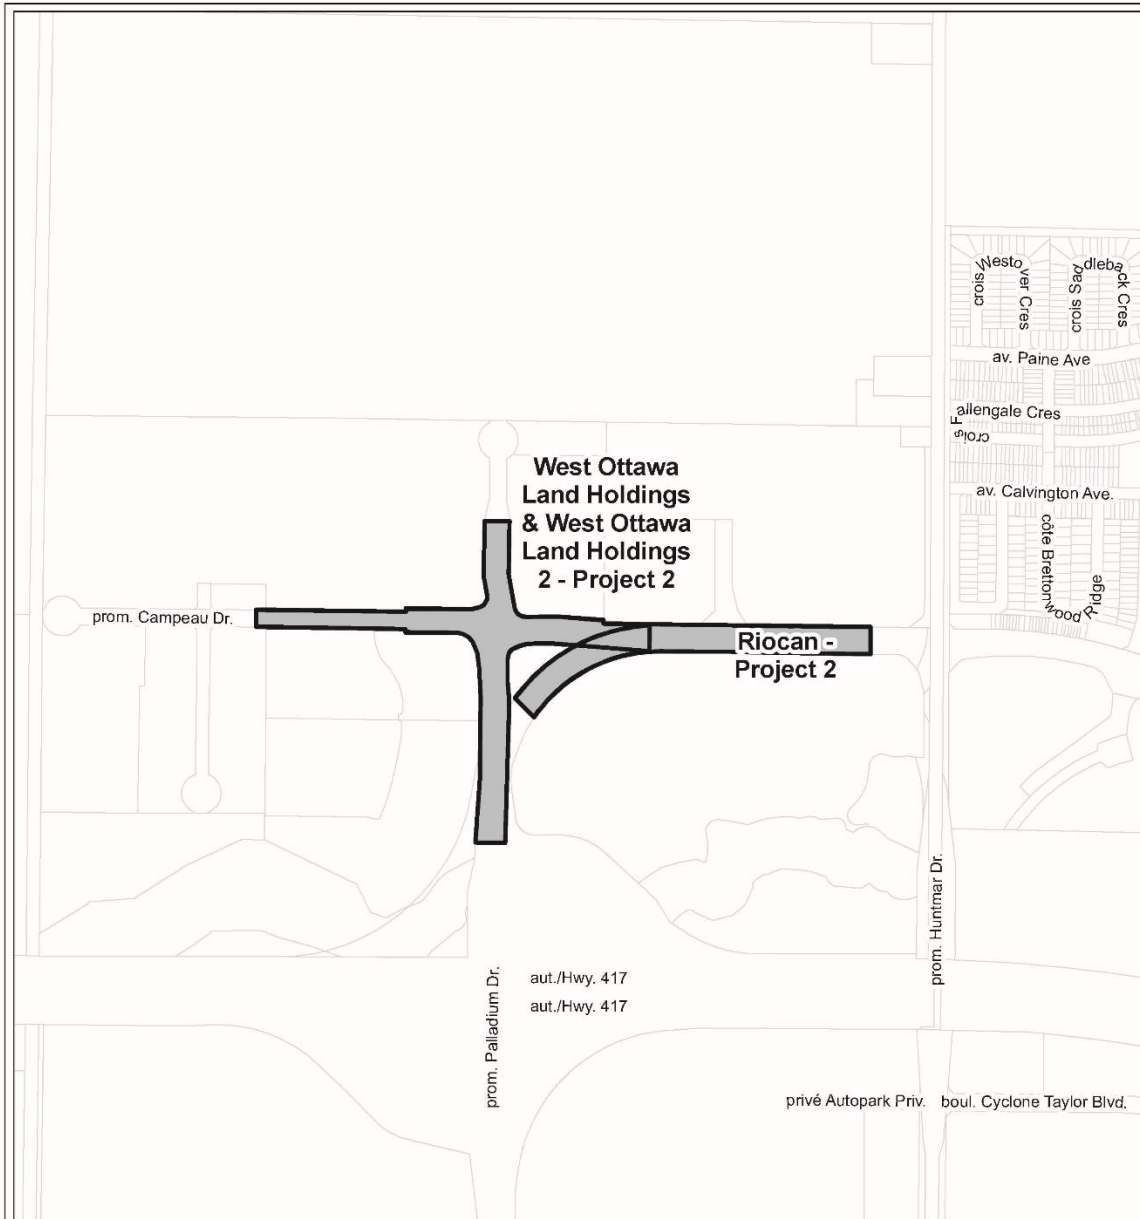 crois Westover Cres
crois Saddleback Cres
av. Paine Ave
crois Fallengale Cres
crois
av. Calvington Ave.
côte Brettonwood Ridge
West Ottawa
Land Holdings
& West Ottawa
Land Holdings
2 - Project 2
prom. Campeau Dr.
Riocan -
Project 2
prom. Huntmar Dr.
prom. Palladium Dr.
aut./Hwy. 417
aut./Hwy. 417
privé Autopark Priv.
boul. Cyclone Taylor Blvd.